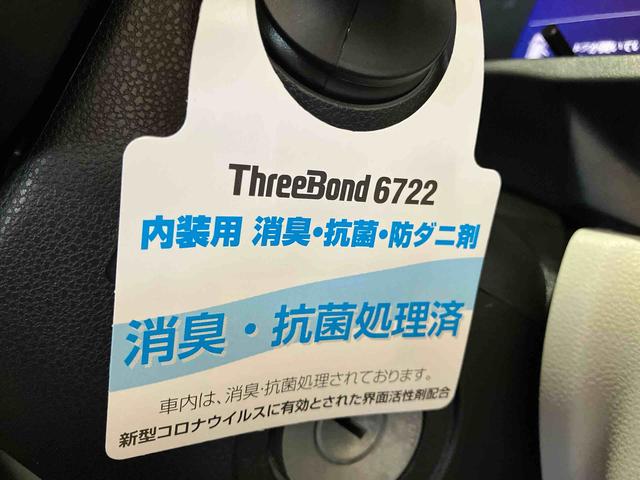 ThreeBond 6722
内装用 消臭・抗菌・防ダニ剤
消臭・抗菌処理済
車内は、消臭・抗菌処理されております。
新型コロナウイルスに有効とされた界面活性剤配合